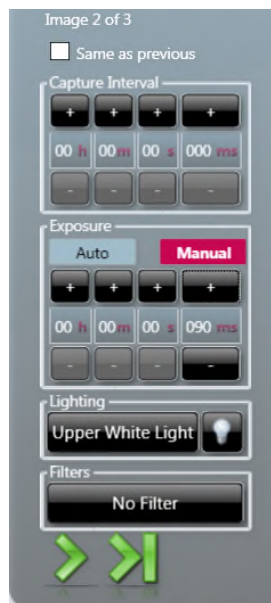 Image 2 of 3
Same as previous
Capture Interval
+ + + +
00 h 00 m 00 s 000 ms
- - - -
Exposure
Auto Manual
+ + + +
00 h 00 m 00 s 090 ms
- - - -
Lighting
Upper White Light
Filters
No Filter